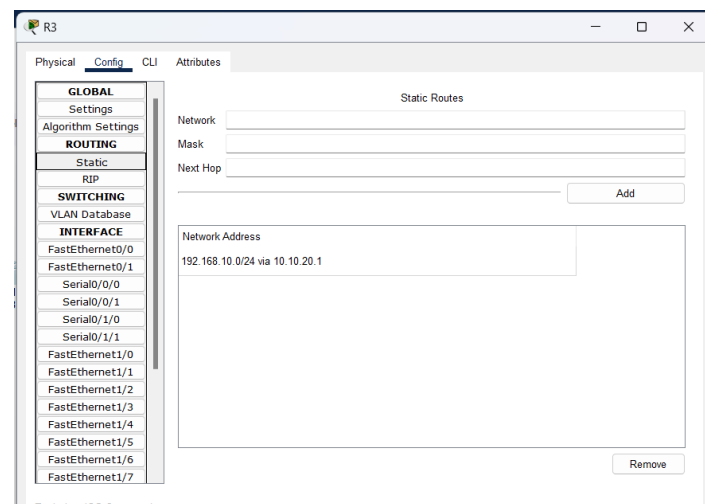 R3
Physical Config CLI Attributes
GLOBAL
Settings
Algorithm Settings
ROUTING
Static
RIP
SWITCHING
VLAN Database
INTERFACE
FastEthernet0/0
FastEthernet0/1
Serial0/0/0
Serial0/0/1
Serial0/1/0
Serial0/1/1
FastEthernet1/0
FastEthernet1/1
FastEthernet1/2
FastEthernet1/3
FastEthernet1/4
FastEthernet1/5
FastEthernet1/6
FastEthernet1/7
Static Routes
Network
Mask
Next Hop
Add
Network Address
192.168.10.0/24 via 10.10.20.1
Remove